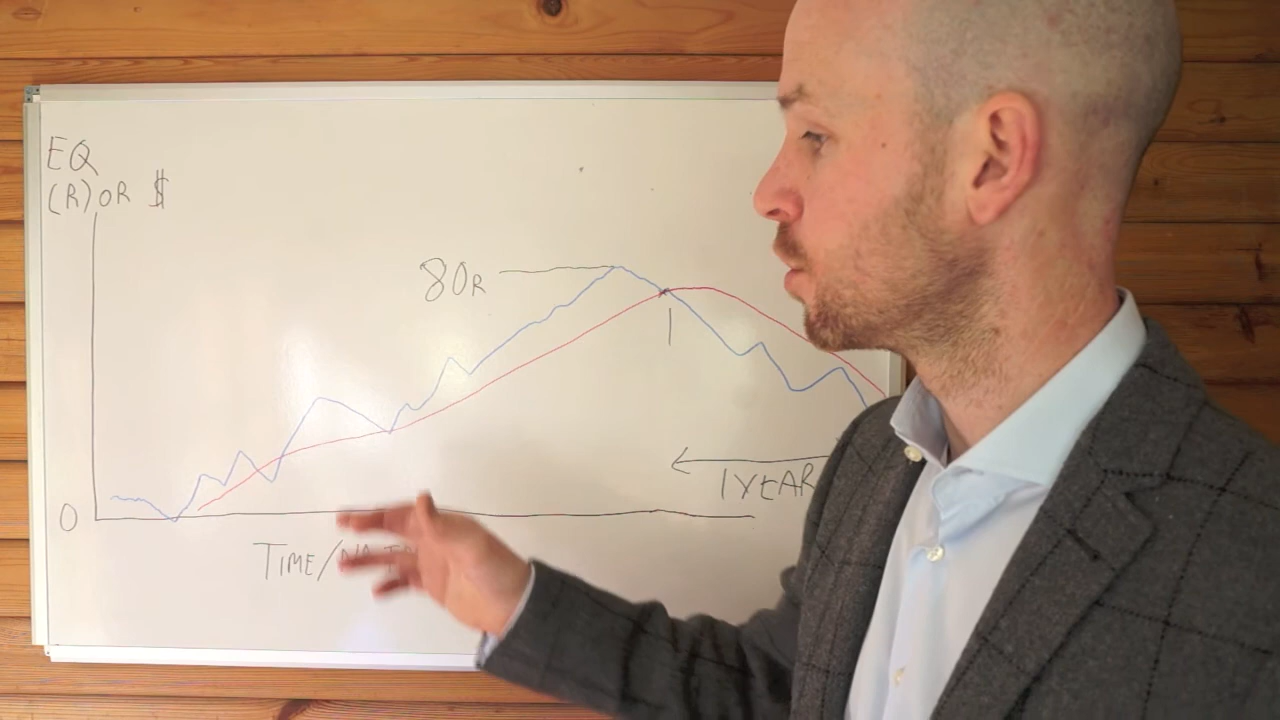 EQ
(R) OR $
80R
1 YEAR
0
TIME/